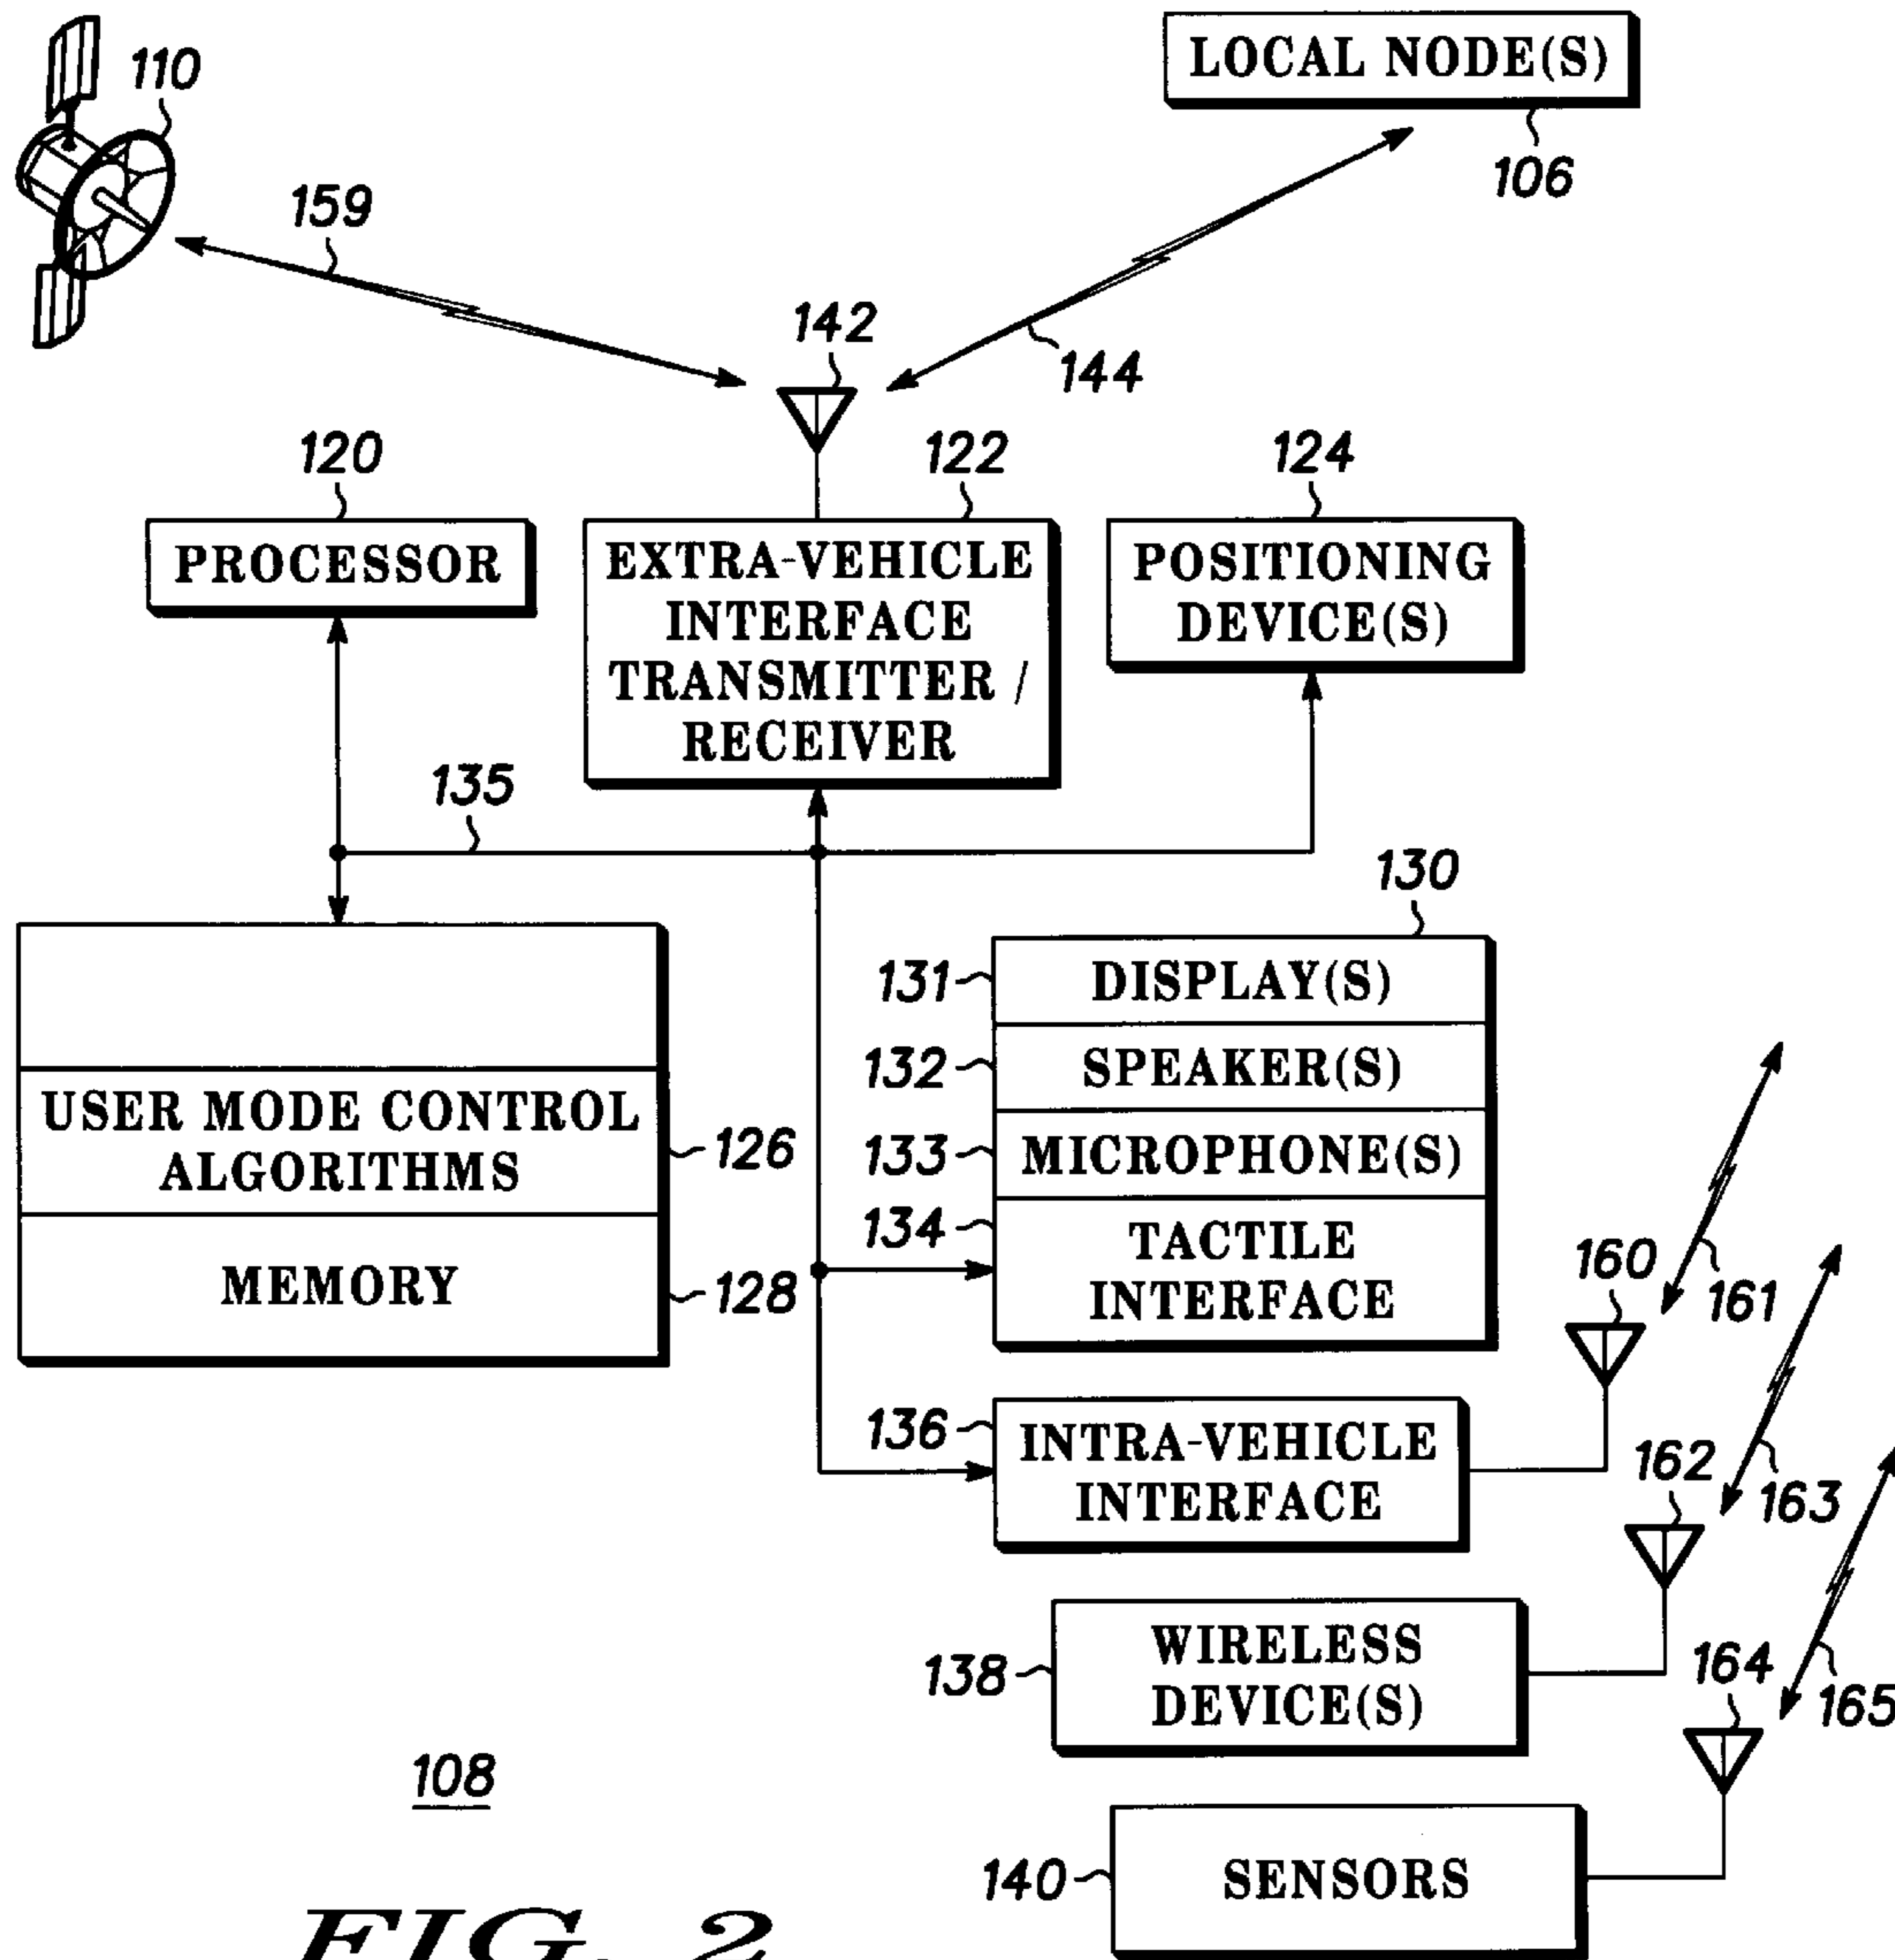 110
LOCAL NODE(S)
106
159
144
142
120
122
124
PROCESSOR
EXTRA-VEHICLE
INTERFACE
TRANSMITTER /
RECEIVER
POSITIONING
DEVICE(S)
135
130
131
DISPLAY(S)
132
SPEAKER(S)
133
MICROPHONE(S)
134
TACTILE
INTERFACE
USER MODE CONTROL
ALGORITHMS
126
MEMORY
128
160
161
136
INTRA-VEHICLE
INTERFACE
162
163
138
WIRELESS
DEVICE(S)
164
165
108
140
SENSORS
FIG. 2